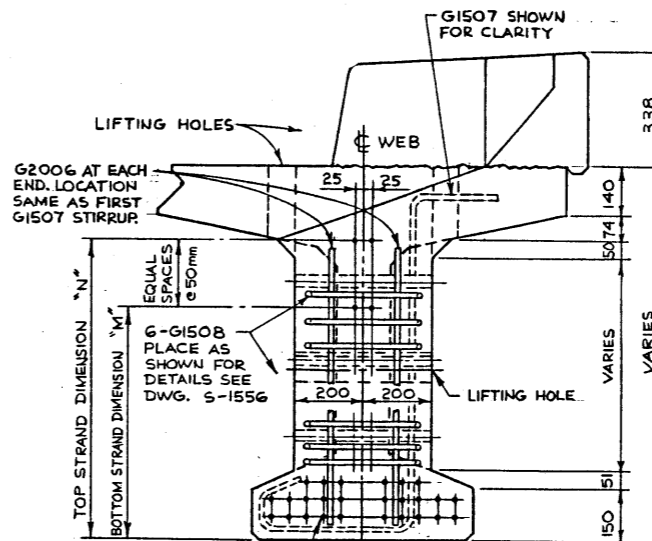 G1507 SHOWN
FOR CLARITY
LIFTING HOLES
℄ WEB
338
G2006 AT EACH
END. LOCATION
SAME AS FIRST
G1507 STIRRUP.
25
25
140
74
50
EQUAL
SPACES
@50mm
TOP STRAND DIMENSION "N"
BOTTOM STRAND DIMENSION "M"
6-G1508
PLACE AS
SHOWN FOR
DETAILS SEE
DWG. S-1556
VARIES
VARIES
200
200
LIFTING HOLE
51
150